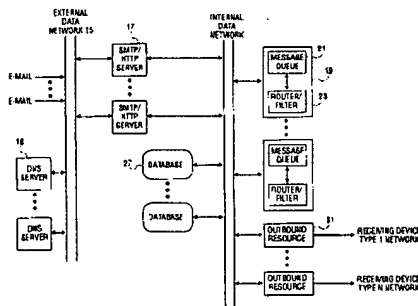 EXTERNAL
DATA
NETWORK 15
17
SMTP/
HTTP
SERVER
SMTP/
HTTP
SERVER
E-MAIL
E-MAIL
DNS
SERVER
DNS
SERVER
27
DATABASE
DATABASE
INTERNAL
DATA
NETWORK
21
MESSAGE
QUEUE
19
ROUTER/
FILTER
23
MESSAGE
QUEUE
ROUTER/
FILTER
OUTBOUND
RESOURCE
RECEIVING DEVICE
TYPE 1 NETWORK
OUTBOUND
RESOURCE
RECEIVING DEVICE
TYPE N NETWORK